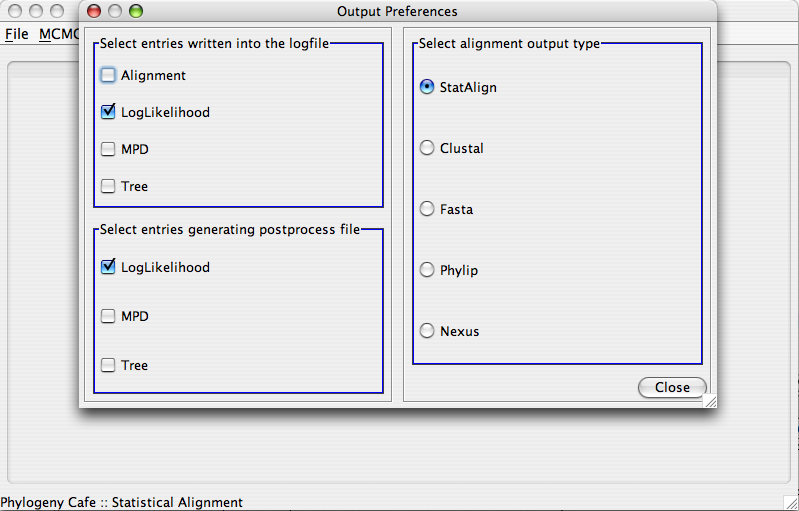 Output Preferences
File MCMC
Select entries written into the logfile
Alignment
LogLikelihood
MPD
Tree
Select entries generating postprocess file
LogLikelihood
MPD
Tree
Select alignment output type
StatAlign
Clustal
Fasta
Phylip
Nexus
Close
Phylogeny Cafe :: Statistical Alignment